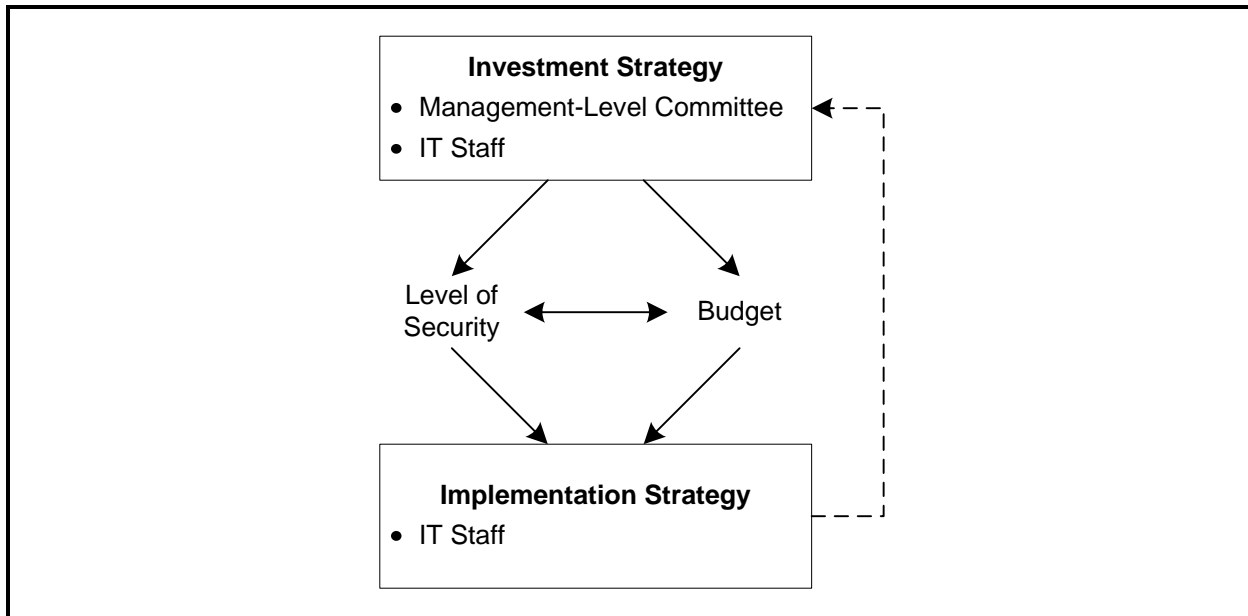 Investment Strategy
• Management-Level Committee
• IT Staff
Level of
Security
Budget
Implementation Strategy
• IT Staff